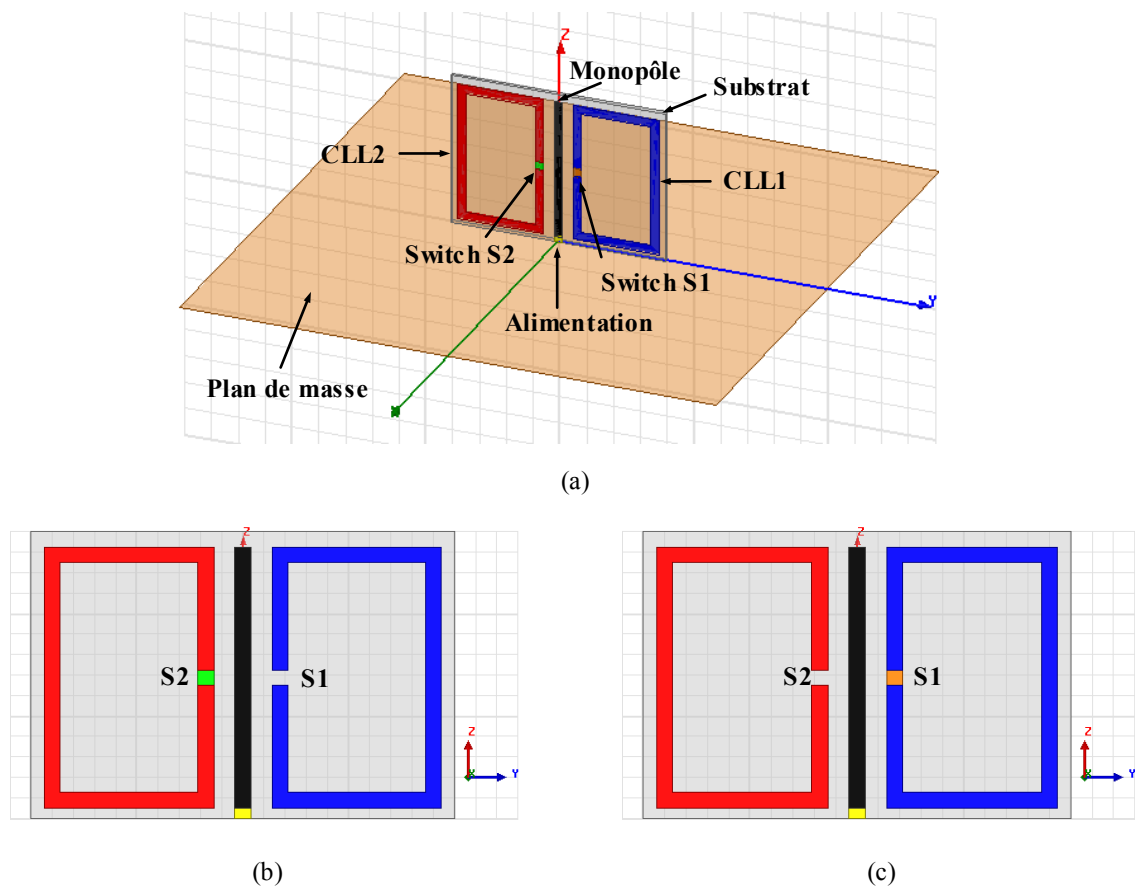 Z
Monopôle
Substrat
CLL2
CLL1
Switch S2
Switch S1
Y
Alimentation
Plan de masse
(a)
Z
S2
S1
Z
Y
(b)
Z
S2
S1
Z
Y
(c)